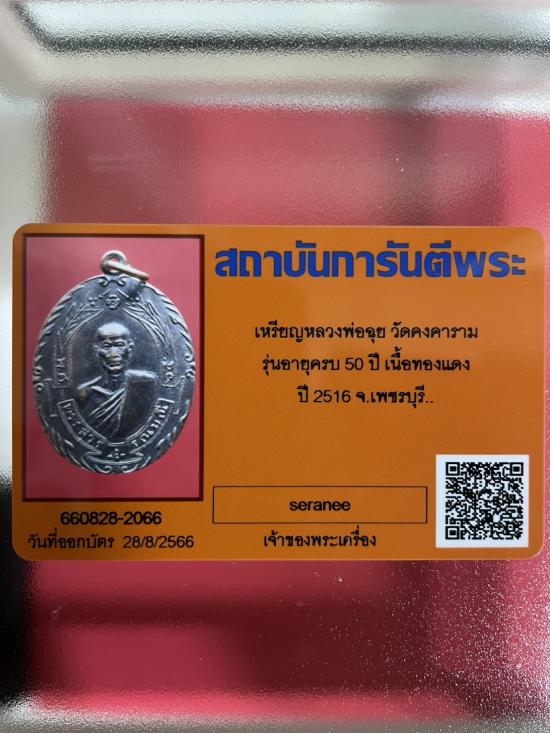 สถาบันการันตีพระ
เหรียญหลวงพ่อฉุย วัดคงคาราม
รุ่นอายุครบ 50 ปี เนื้อทองแดง
ปี 2516 จ.เพชรบุรี..
seranee
เจ้าของพระเครื่อง
660828-2066
วันที่ออกบัตร 28/8/2566